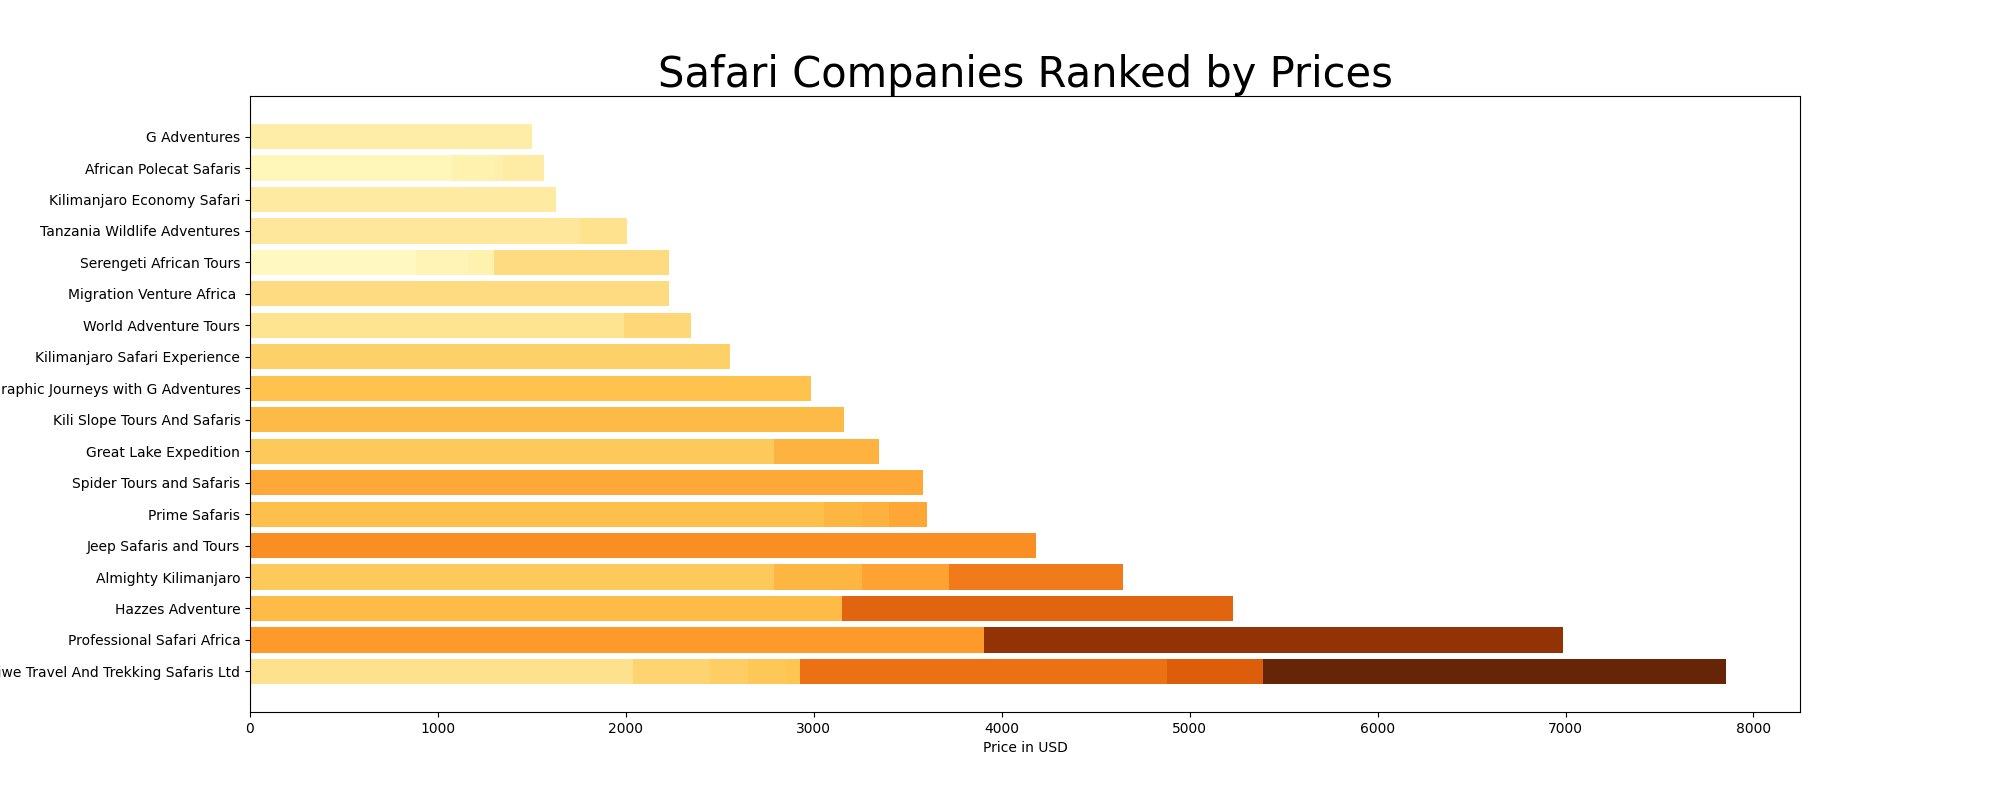 Safari Companies Ranked by Prices
G Adventures
African Polecat Safaris
Kilimanjaro Economy Safari
Tanzania Wildlife Adventures
Serengeti African Tours
Migration Venture Africa
World Adventure Tours
Kilimanjaro Safari Experience
Journeys with G Adventures
Kili Slope Tours And Safaris
Great Lake Expedition
Spider Tours and Safaris
Prime Safaris
Jeep Safaris and Tours
Almighty Kilimanjaro
Hazzes Adventure
Professional Safari Africa
Travel And Trekking Safaris Ltd
0 1000 2000 3000 4000 5000 6000 7000 8000
Price in USD